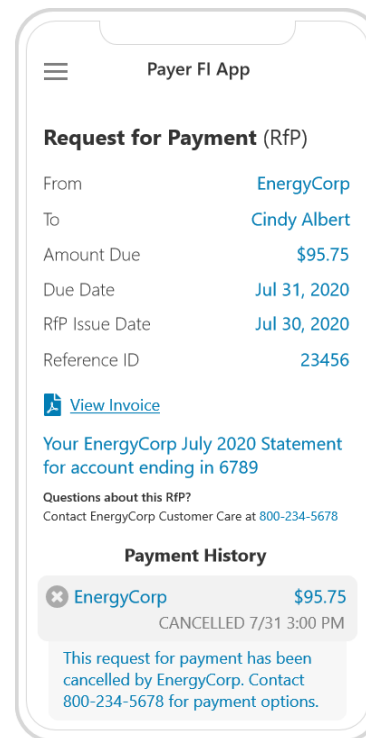 Payer FI App
Request for Payment (RfP)
From EnergyCorp
To Cindy Albert
Amount Due $95.75
Due Date Jul 31, 2020
RfP Issue Date Jul 30, 2020
Reference ID 23456
View Invoice
Your EnergyCorp July 2020 Statement
for account ending in 6789
Questions about this RfP?
Contact EnergyCorp Customer Care at 800-234-5678
Payment History
EnergyCorp $95.75
CANCELLED 7/31 3:00 PM
This request for payment has been
cancelled by EnergyCorp. Contact
800-234-5678 for payment options.